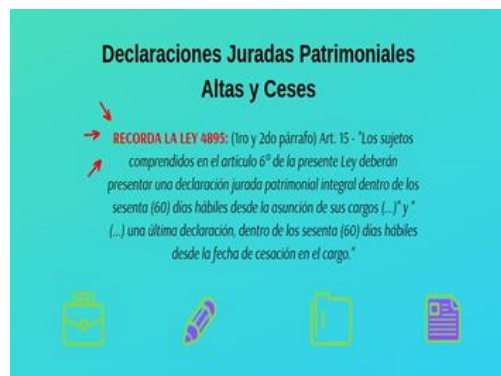 Declaraciones Juradas Patrimoniales
Altas y Ceses
RECORDA LA LEY 4895: (1ro y 2do párrafo) Art. 15 - "Los sujetos
comprendidos en el artículo 6º de la presente Ley deberán
presentar una declaración jurada patrimonial integral dentro de los
sesenta (60) días hábiles desde la asunción de sus cargos (...)" y "
(...) una última declaración, dentro de los sesenta (60) días hábiles
desde la fecha de cesación en el cargo."